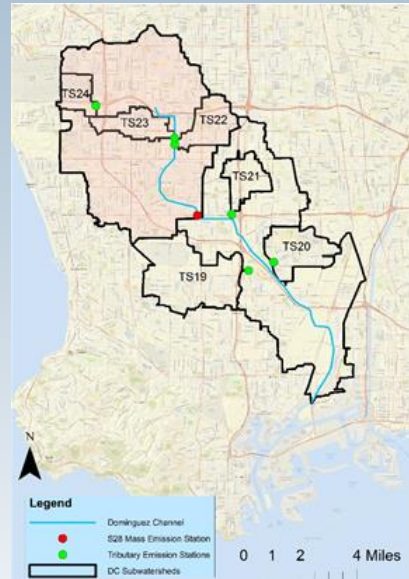 TS24
TS23
TS22
TS21
TS20
TS19
N
Legend
Dominguez Channel
S28 Mass Emission Station
Tributary Emission Stations
DC Subwatersheds
0 1 2 4 Miles